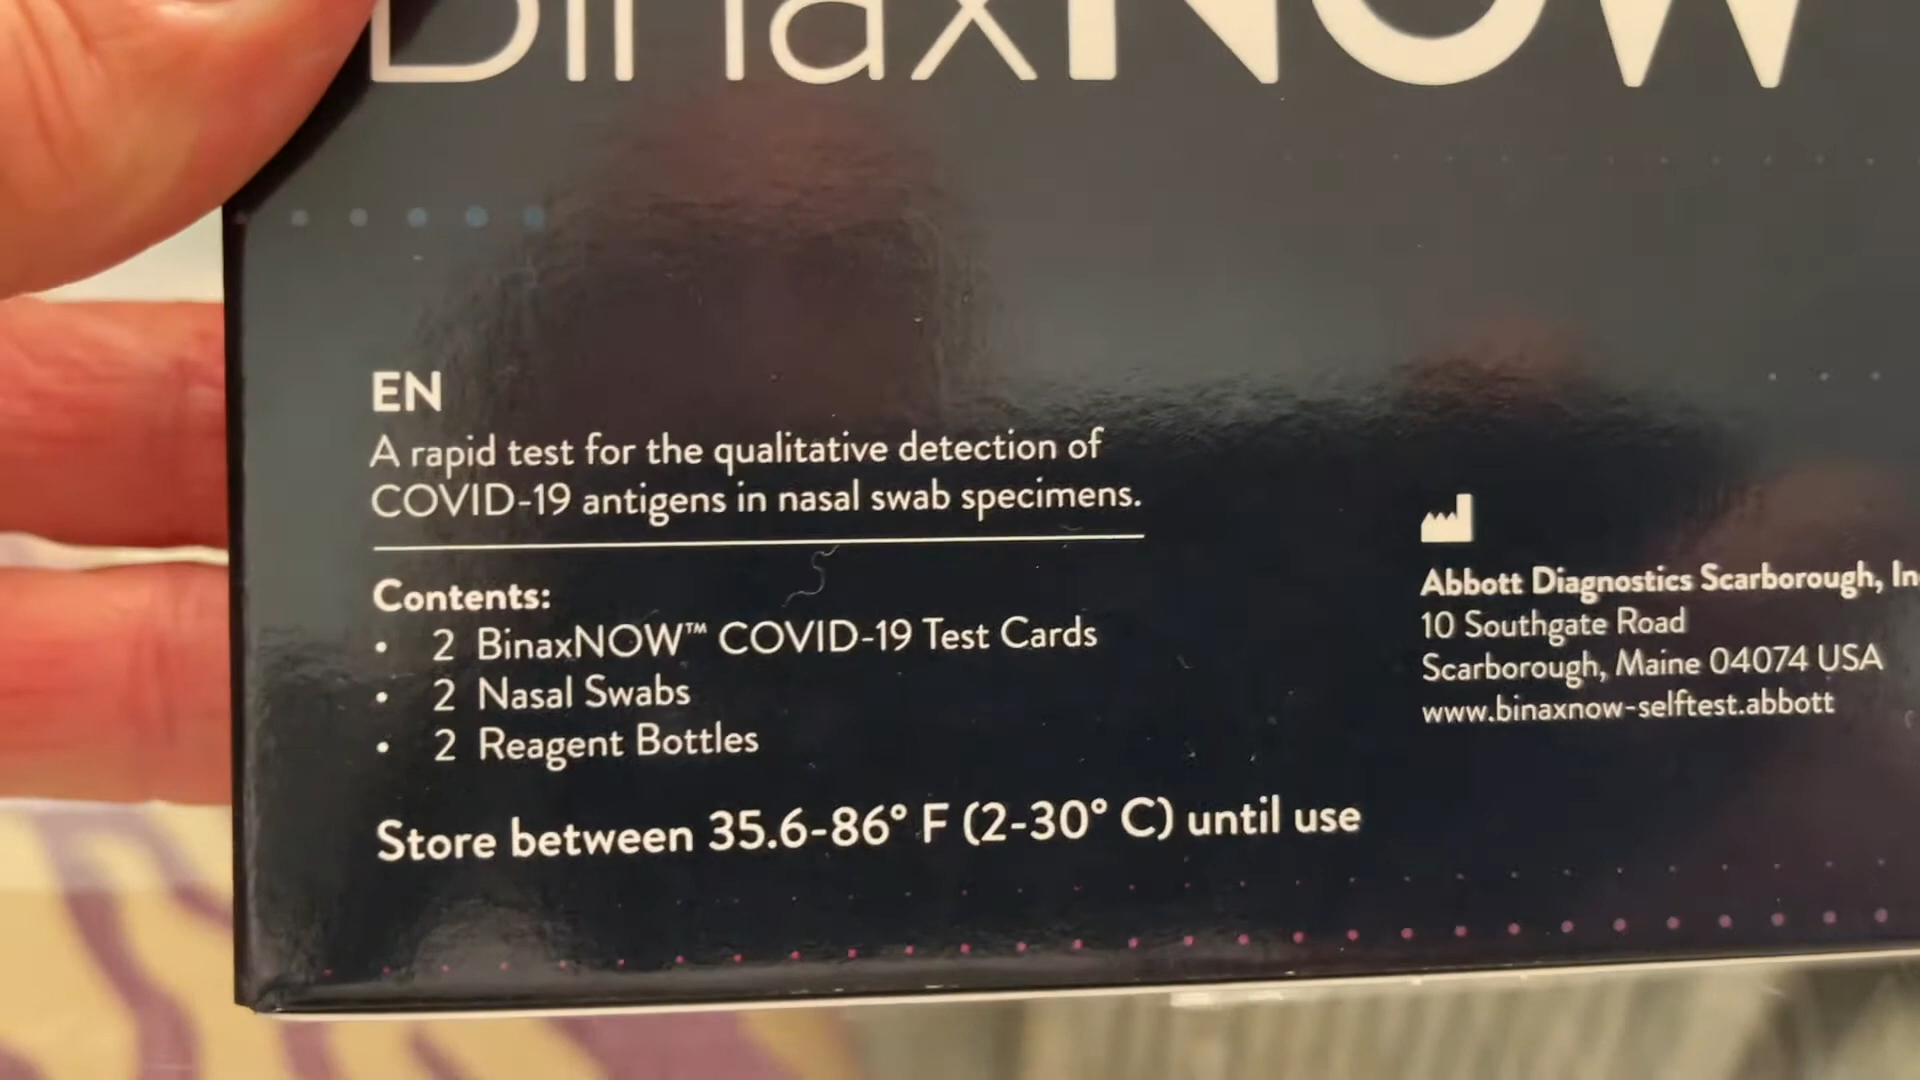 BinaxNOW
EN
A rapid test for the qualitative detection of
COVID-19 antigens in nasal swab specimens.
Contents:
• 2 BinaxNOW™ COVID-19 Test Cards
• 2 Nasal Swabs
• 2 Reagent Bottles
Store between 35.6-86° F (2-30° C) until use
Abbott Diagnostics Scarborough, In
10 Southgate Road
Scarborough, Maine 04074 USA
www.binaxnow-selftest.abbott